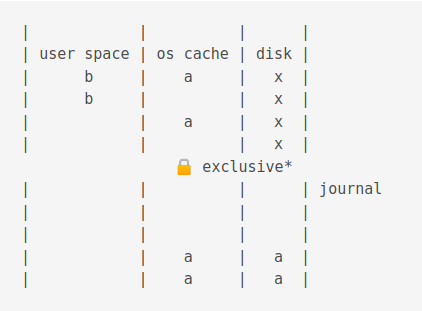 |            |          |      |
| user space | os cache | disk |
|      b     |    a     |   x  |
|      b     |          |   x  |
|            |    a     |   x  |
|            |          |   x  |
🔒 exclusive*
|            |          |      | journal
|            |          |      |
|            |          |      |
|            |    a     |   a  |
|            |    a     |   a  |